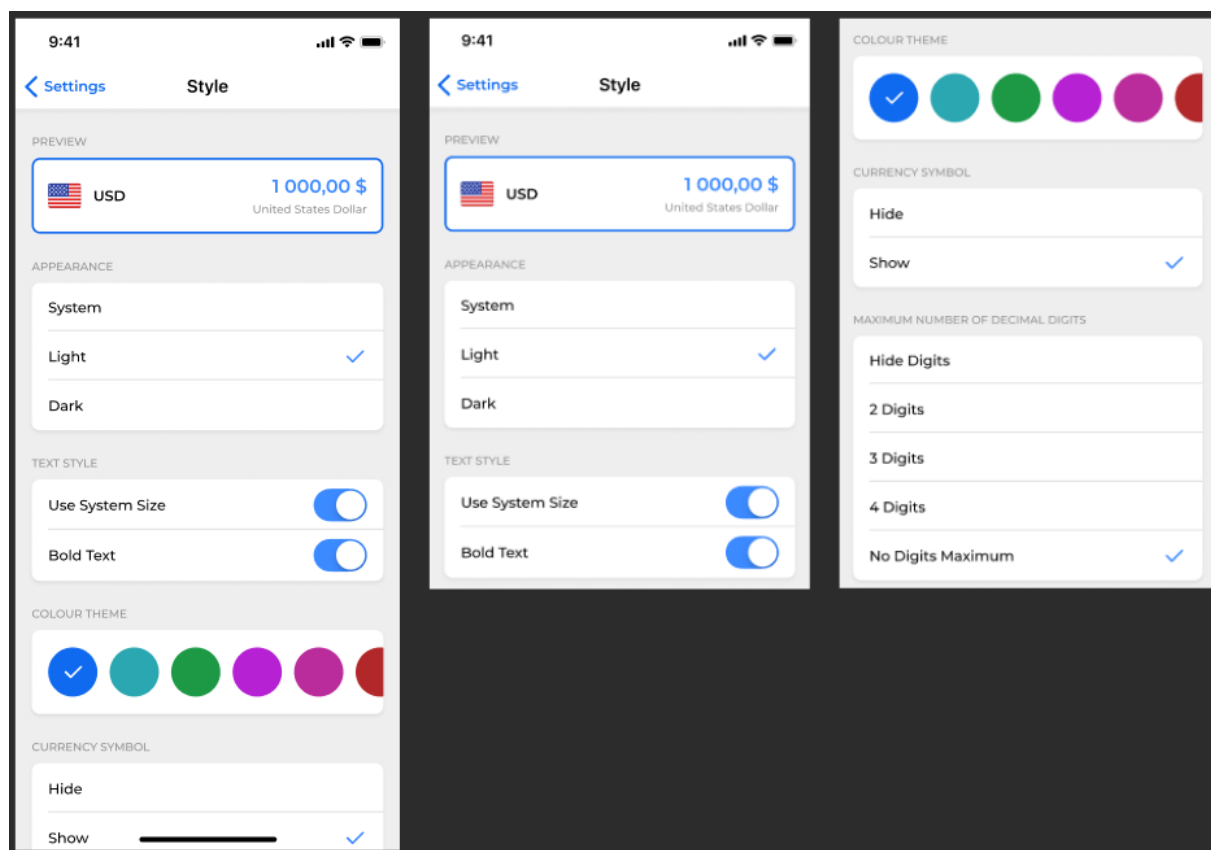 9:41
Settings
Style
PREVIEW
USD
1 000,00 $
United States Dollar
APPEARANCE
System
Light
Dark
TEXT STYLE
Use System Size
Bold Text
COLOUR THEME
CURRENCY SYMBOL
Hide
Show
9:41
Settings
Style
PREVIEW
USD
1 000,00 $
United States Dollar
APPEARANCE
System
Light
Dark
TEXT STYLE
Use System Size
Bold Text
COLOUR THEME
CURRENCY SYMBOL
Hide
Show
MAXIMUM NUMBER OF DECIMAL DIGITS
Hide Digits
2 Digits
3 Digits
4 Digits
No Digits Maximum